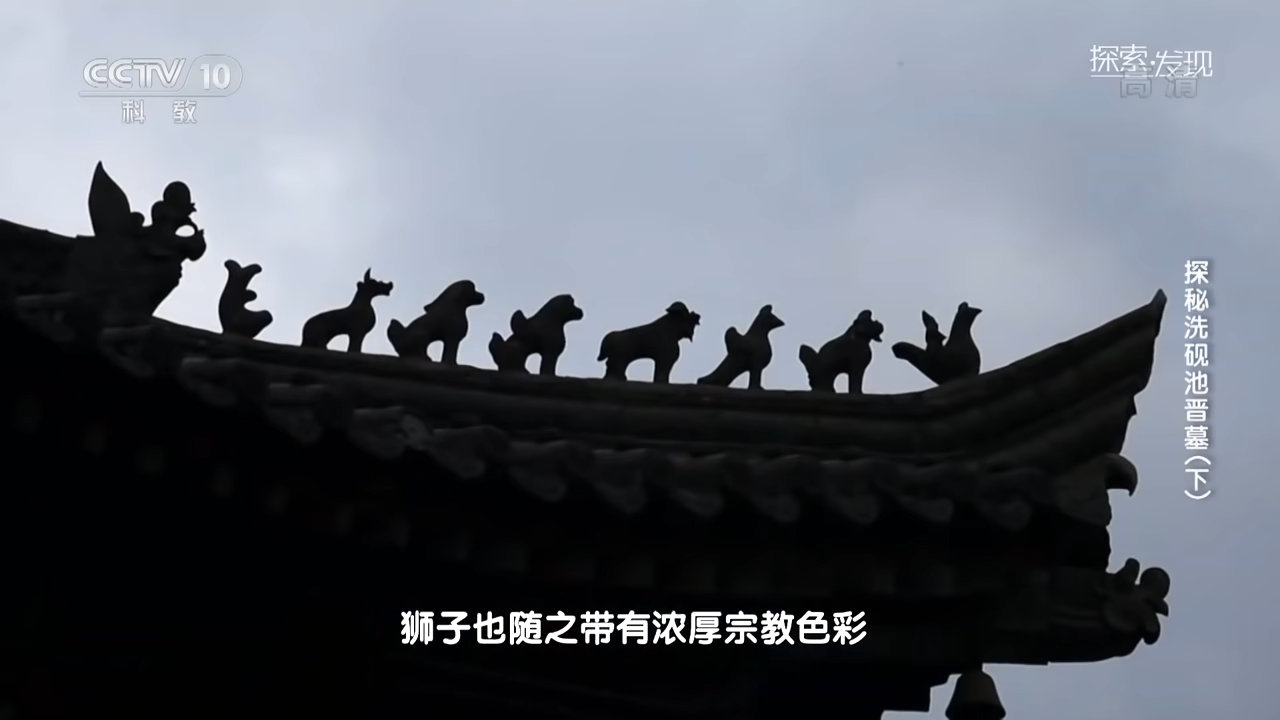 CCTV 10
科教
探索·发现
高清
探秘洗砚池晋墓(下)
狮子也随之带有浓厚宗教色彩